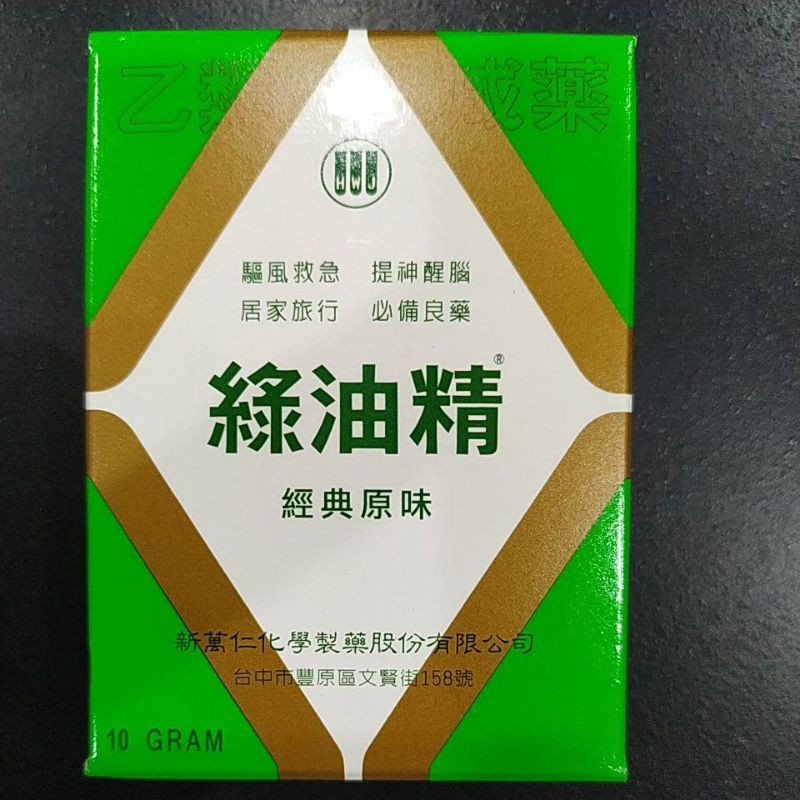 乙類成藥
驅風救急 提神醒腦
居家旅行 必備良藥
綠油精®
經典原味
新萬仁化學製藥股份有限公司
台中市豐原區文賢街158號
10 GRAM